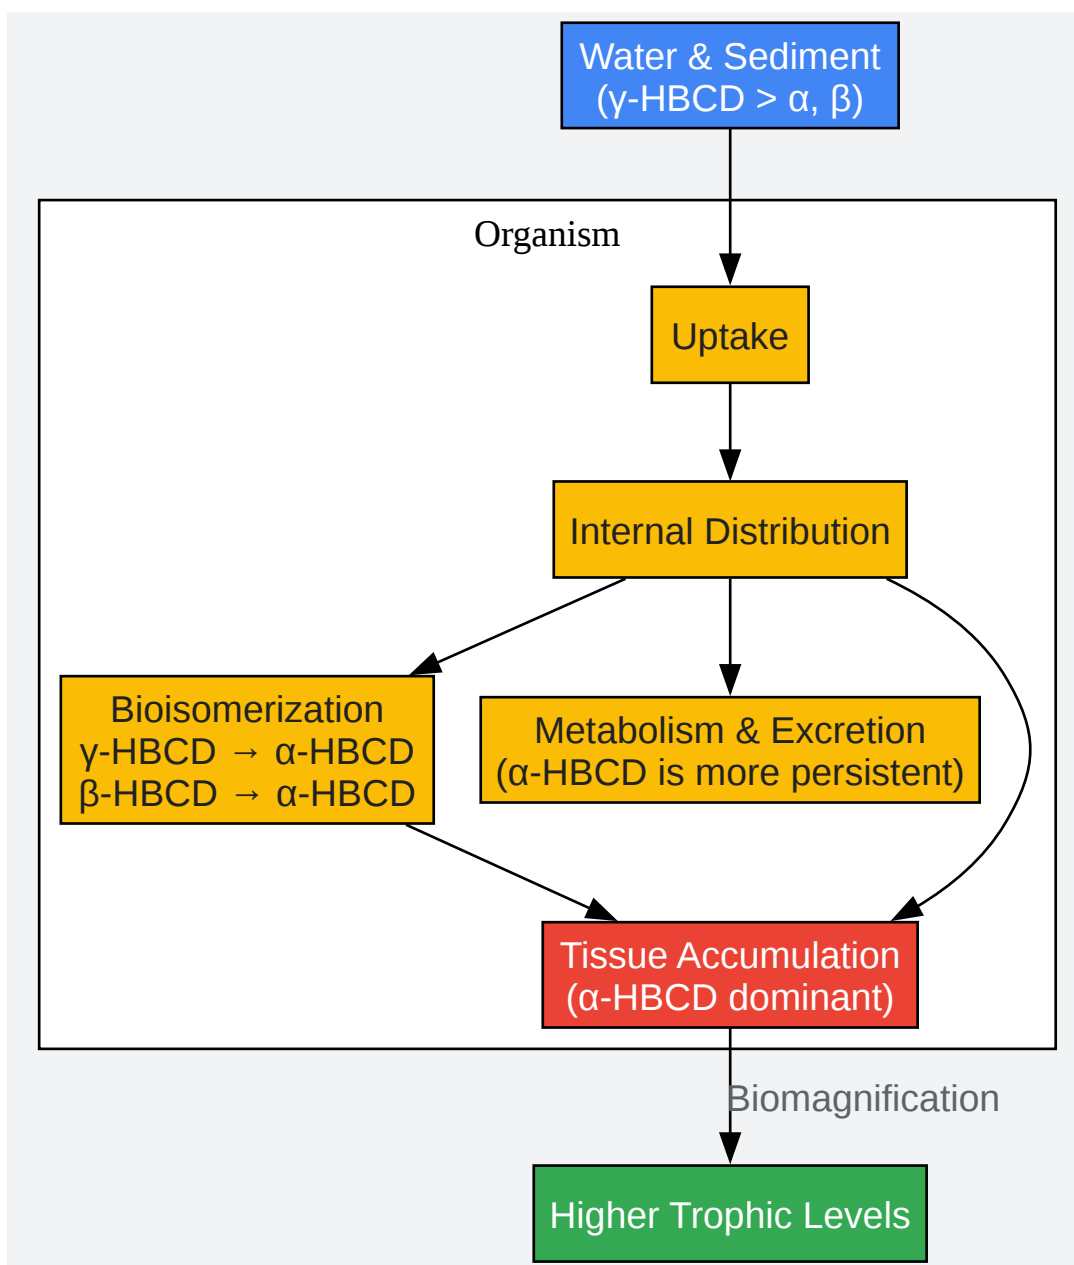 Water & Sediment
(γ-HBCD > α, β)
Organism
Uptake
Internal Distribution
Bioisomerization
γ-HBCD → α-HBCD
β-HBCD → α-HBCD
Metabolism & Excretion
(α-HBCD is more persistent)
Tissue Accumulation
(α-HBCD dominant)
Biomagnification
Higher Trophic Levels